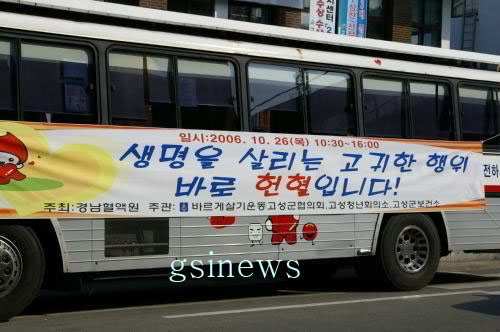 일시:2006. 10. 26(목) 10:30~16:00
생명을 살리는 고귀한 행위
바로 헌혈입니다!
주최:경남혈액원 주관: 바르게살기운동고성군협의회,고성청년회의소,고성군보건소
전하
gsinews